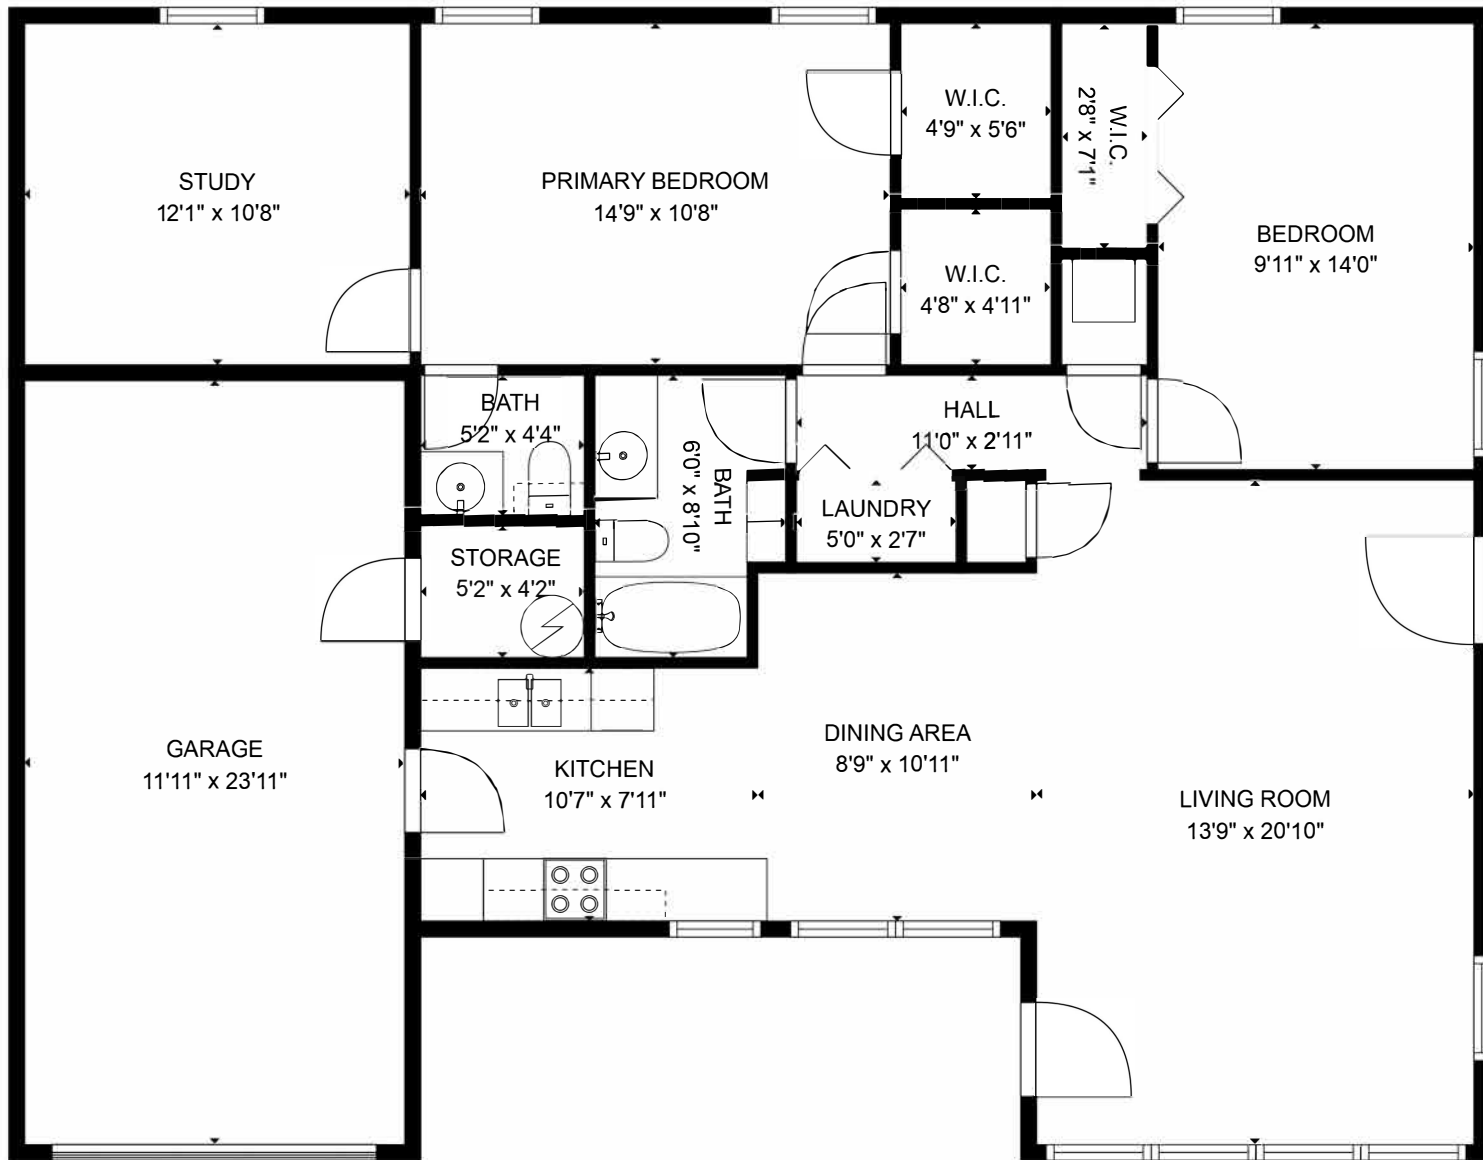 STUDY
12'1" x 10'8"
PRIMARY BEDROOM
14'9" x 10'8"
W.I.C.
4'9" x 5'6"
W.I.C.
2'8" x 7'1"
W.I.C.
4'8" x 4'11"
BEDROOM
9'11" x 14'0"
BATH
5'2" x 4'4"
BATH
6'0" x 8'10"
HALL
11'0" x 2'11"
LAUNDRY
5'0" x 2'7"
STORAGE
5'2" x 4'2"
GARAGE
11'11" x 23'11"
KITCHEN
10'7" x 7'11"
DINING AREA
8'9" x 10'11"
LIVING ROOM
13'9" x 20'10"